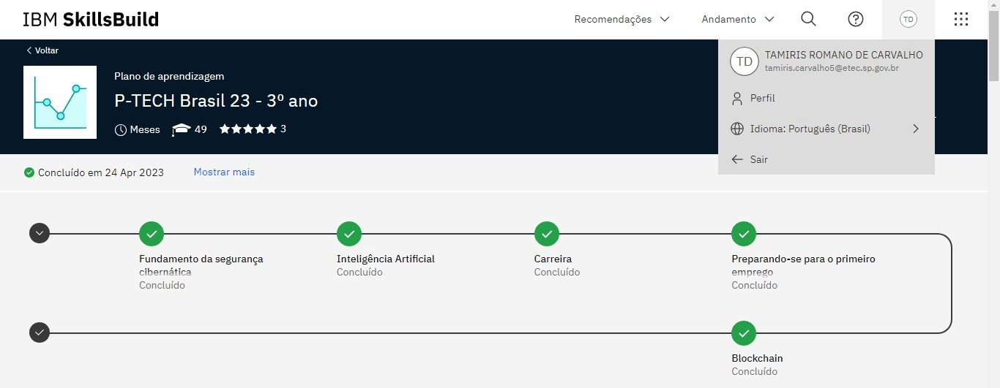 IBM SkillsBuild
Recomendações
Andamento
TD
Voltar
TD
TAMIRIS ROMANO DE CARVALHO
tamiris.carvalho5@etec.sp.gov.br
Plano de aprendizagem
P-TECH Brasil 23 - 3º ano
Perfil
Meses 49 3
Idioma: Português (Brasil)
Sair
Concluído em 24 Apr 2023
Mostrar mais
Fundamento da segurança
cibernética
Concluído
Inteligência Artificial
Concluído
Carreira
Concluído
Preparando-se para o primeiro
emprego
Concluído
Blockchain
Concluído